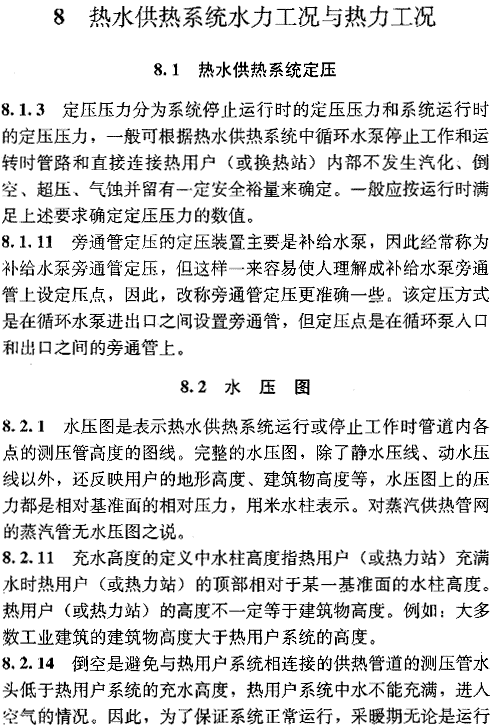 8 热水供热系统水力工况与热力工况
8.1 热水供热系统定压
8.1.3 定压压力分为系统停止运行时的定压压力和系统运行时
的定压压力，一般可根据热水供热系统中循环水泵停止工作和运
转时管路和直接连接热用户（或换热站）内部不发生汽化、倒
空、超压、气蚀并留有一定安全裕量来确定。一般应按运行时满
足上述要求确定定压压力的数值。
8.1.11 旁通管定压的定压装置主要是补给水泵，因此经常称为
补给水泵旁通管定压，但这样一来容易使人理解成补给水泵旁通
管上设定压点，因此，改称旁通管定压更准确一些。该定压方式
是在循环水泵进出口之间设置旁通管，但定压点是在循环泵入口
和出口之间的旁通管上。
8.2 水压图
8.2.1 水压图是表示热水供热系统运行或停止工作时管道内各
点的测压管高度的图线。完整的水压图，除了静水压线、动水压
线以外，还反映用户的地形高度、建筑物高度等，水压图上的压
力都是相对基准面的相对压力，用米水柱表示。对蒸汽供热管网
的蒸汽管无水压图之说。
8.2.11 充水高度的定义中水柱高度指热用户（或热力站）充满
水时热用户（或热力站）的顶部相对于某一基准面的水柱高度。
热用户（或热力站）的高度不一定等于建筑物高度。例如：大多
数工业建筑的建筑物高度大于热用户系统的高度。
8.2.14 倒空是避免与热用户系统相连接的供热管道的测压管水
头低于热用户系统的充水高度，热用户系统中水不能充满，进入
空气的情况。因此，为了保证系统正常运行，采暖期无论是运行